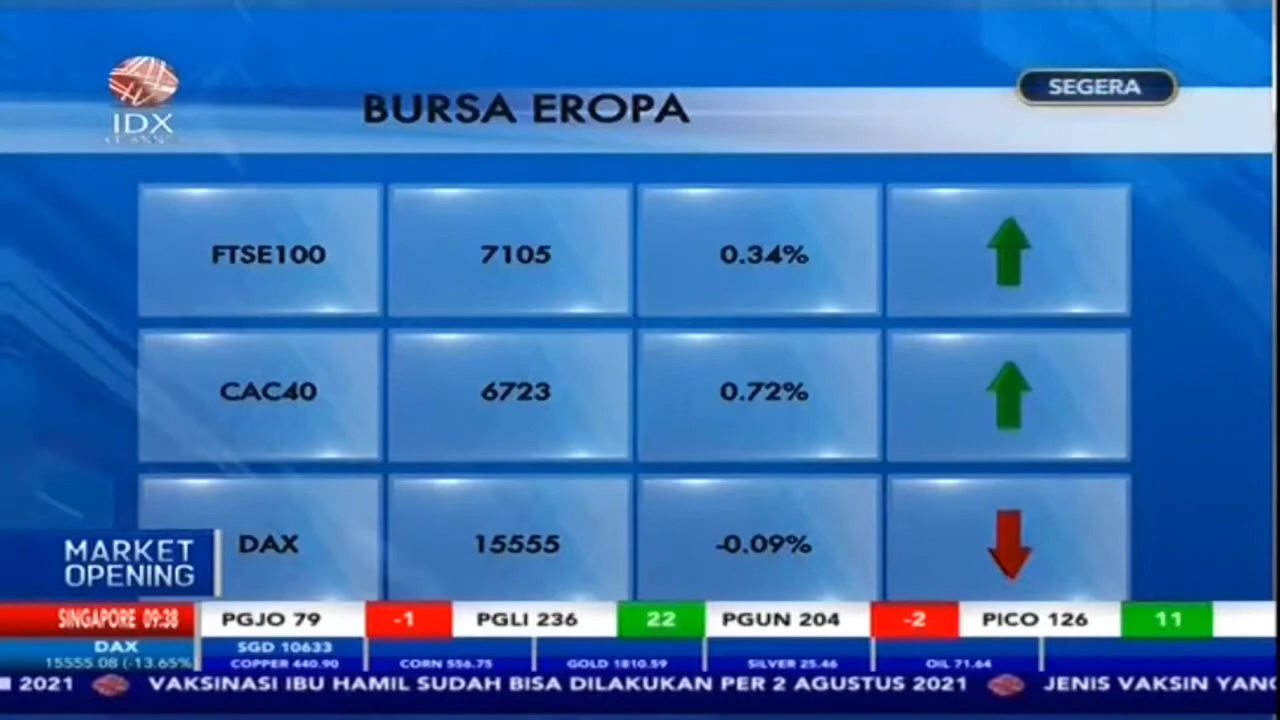 IDX
CHANNEL
BURSA EROPA
SEGERA
FTSE100 7105 0.34%
CAC40 6723 0.72%
DAX 15555 -0.09%
MARKET
OPENING
SINGAPORE 09:38 PGJO 79 -1 PGLI 236 22 PGUN 204 -2 PICO 126 11
DAX SGD 10633
15555.08 (-13.65% COPPER 440.90 CORN 556.75 GOLD 1810.59 SILVER 25.46 OIL 71.64
2021 VAKSINASI IBU HAMIL SUDAH BISA DILAKUKAN PER 2 AGUSTUS 2021 JENIS VAKSIN YANG